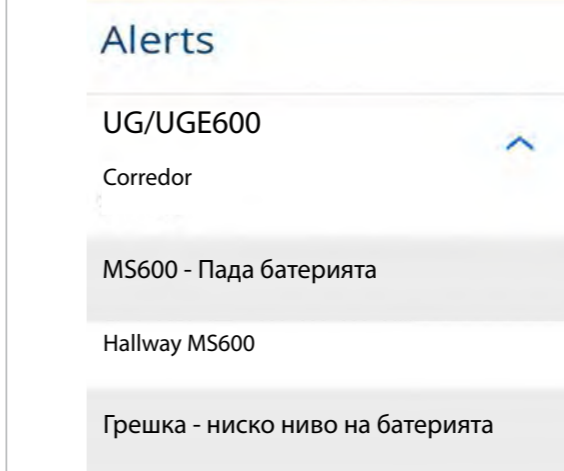 Alerts
UG/UGE600
Corredor
MS600 - Пада батерията
Hallway MS600
Грешка - ниско ниво на батерията